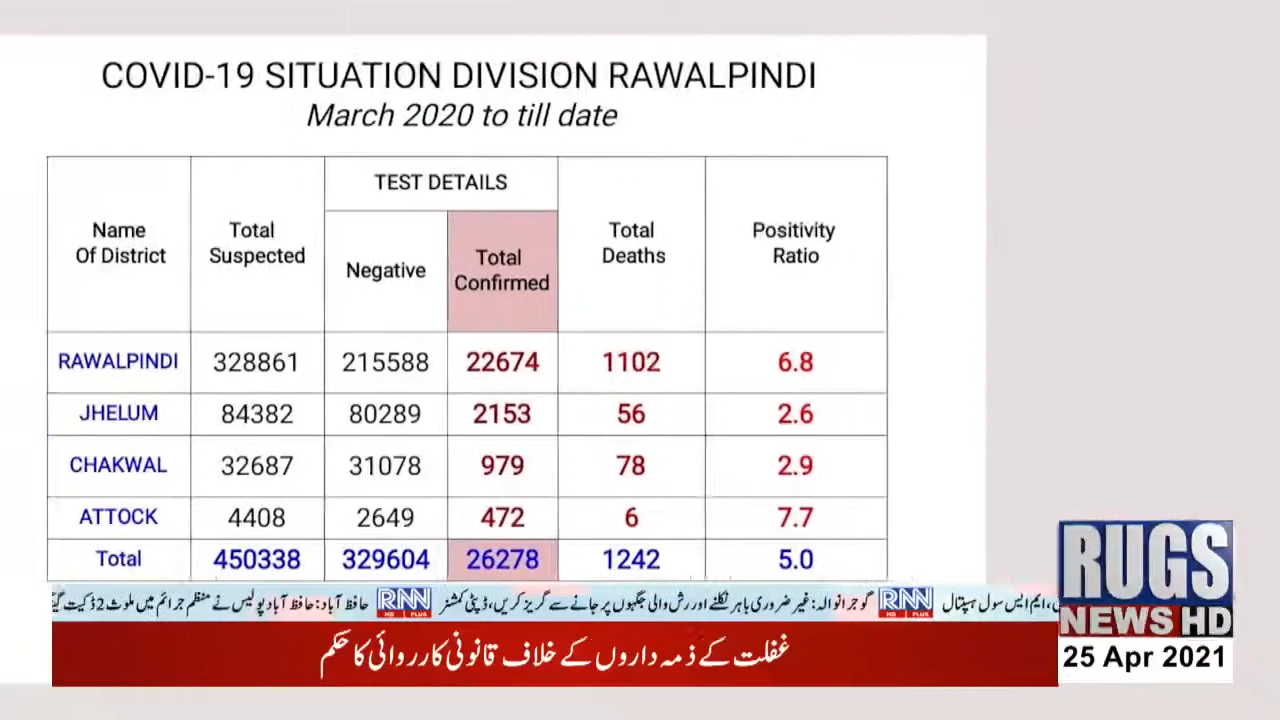 COVID-19 SITUATION DIVISION RAWALPINDI
March 2020 to till date
Name Of District
Total Suspected
TEST DETAILS
Negative
Total Confirmed
Total Deaths
Positivity Ratio
RAWALPINDI 328861 215588 22674 1102 6.8
JHELUM 84382 80289 2153 56 2.6
CHAKWAL 32687 31078 979 78 2.9
ATTOCK 4408 2649 472 6 7.7
Total 450338 329604 26278 1242 5.0
ایم ایس سول ہسپتال RNN HD PLUS گوجرانوالہ: غیر ضروری باہر نکلنے اور رش والی جگہوں پر جانے سے گریز کریں، ڈپٹی کمشنر RNN HD PLUS حافظ آباد: حافظ آباد پولیس نے منظم جرائم میں ملوث 2 ڈکیت
غفلت کے ذمہ داروں کے خلاف قانونی کارروائی کا حکم
RUGS
NEWS HD
25 Apr 2021